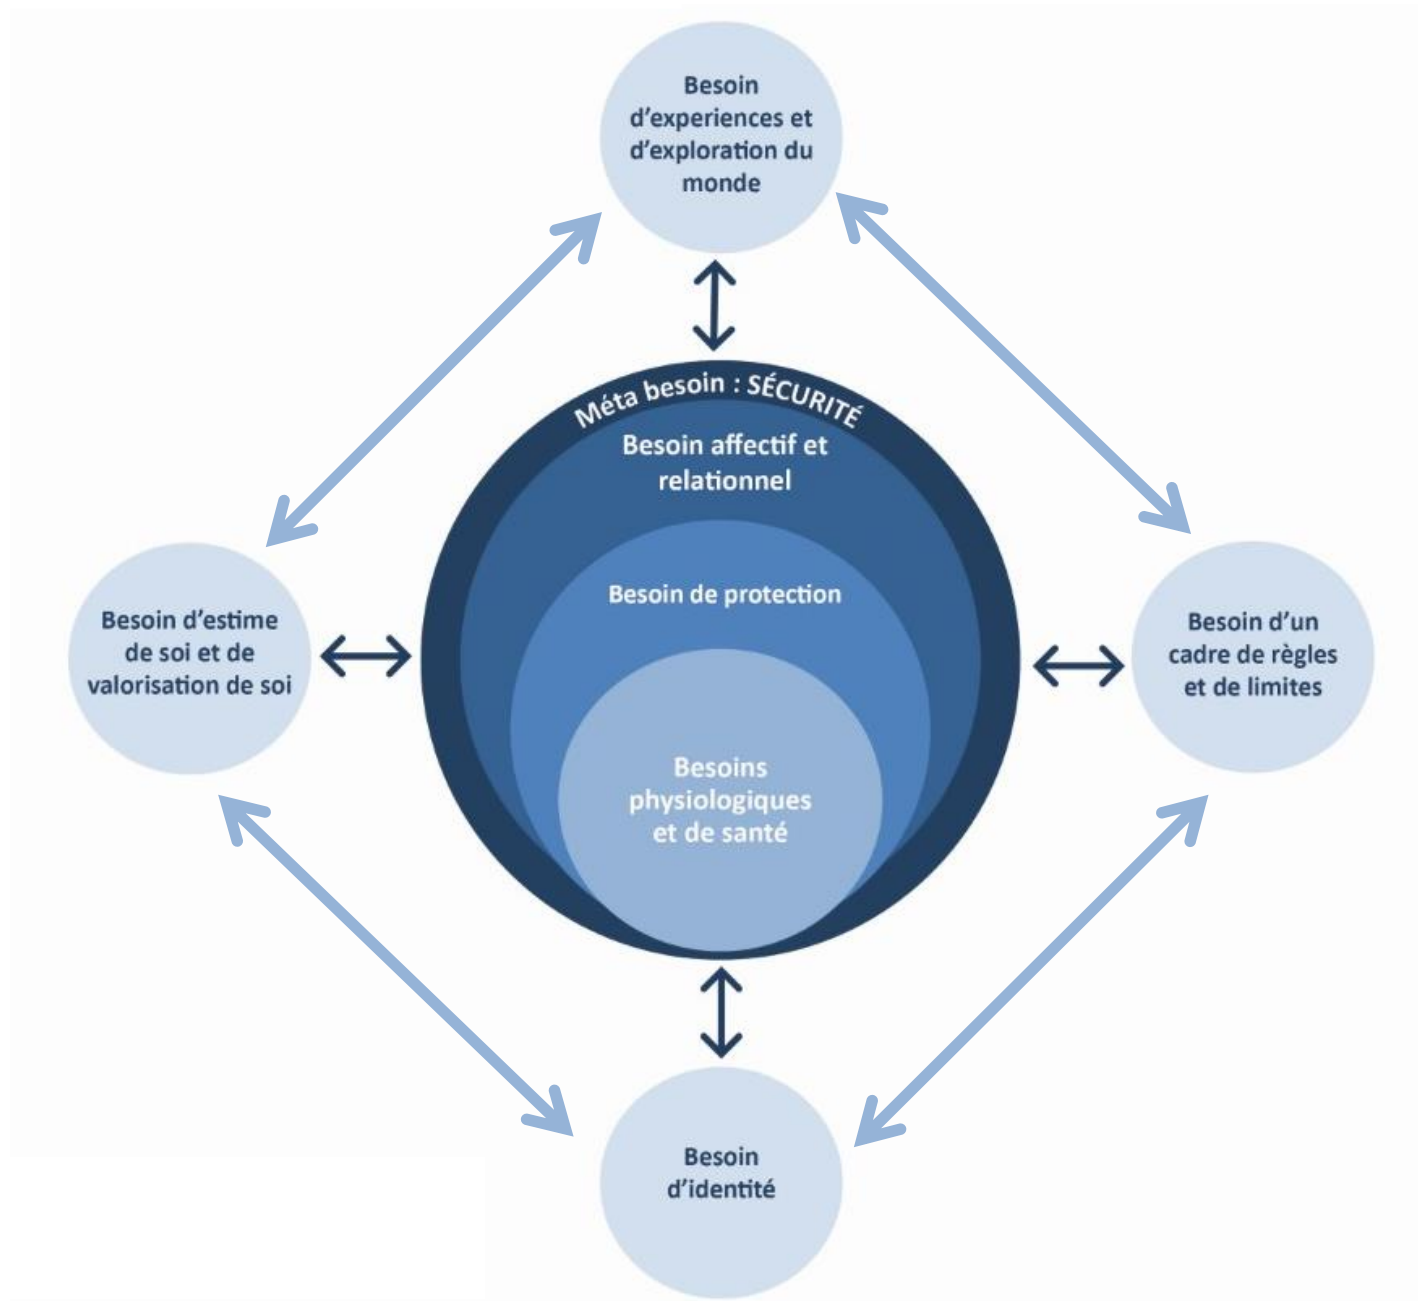 Besoin
d'experiences et
d'exploration du
monde
Méta besoin : SÉCURITÉ
Besoin affectif et
relationnel
Besoin de protection
Besoins
physiologiques
et de santé
Besoin d'estime
de soi et de
valorisation de soi
Besoin d'un
cadre de règles
et de limites
Besoin
d'identité